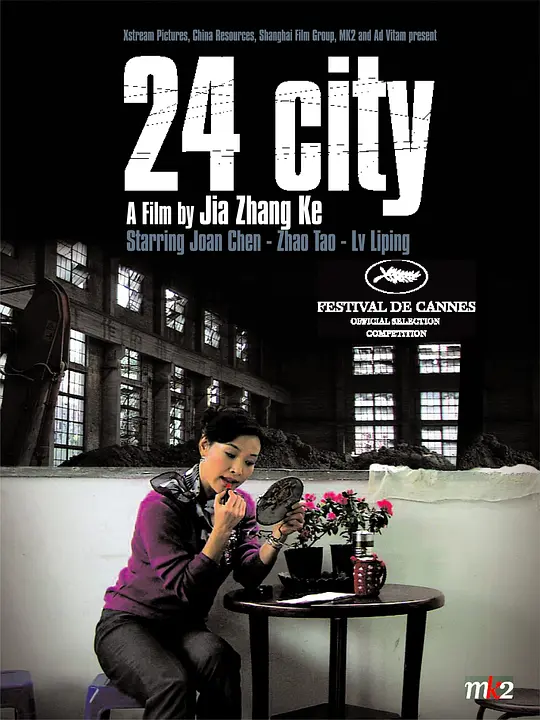 Xstream Pictures, China Resources, Shanghai Film Group, MK2 and Ad Vitam present
24 city
A Film by Jia Zhang Ke
Starring Joan Chen - Zhao Tao - Lv Liping
FESTIVAL DE CANNES
OFFICIAL SELECTION
COMPETITION
mk2